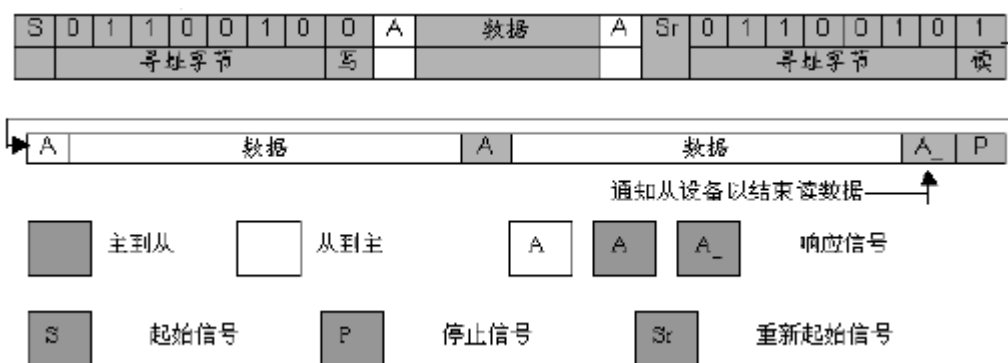 S 0 1 1 0 0 1 0 0 A 数据 A Sr 0 1 1 0 0 1 0 1_
寻址字节 写 寻址字节 读
A 数据 A 数据 A_ P
通知从设备以结束读数据
主到从 从到主 A A A_ 响应信号
S 起始信号 P 停止信号 Sr 重新起始信号